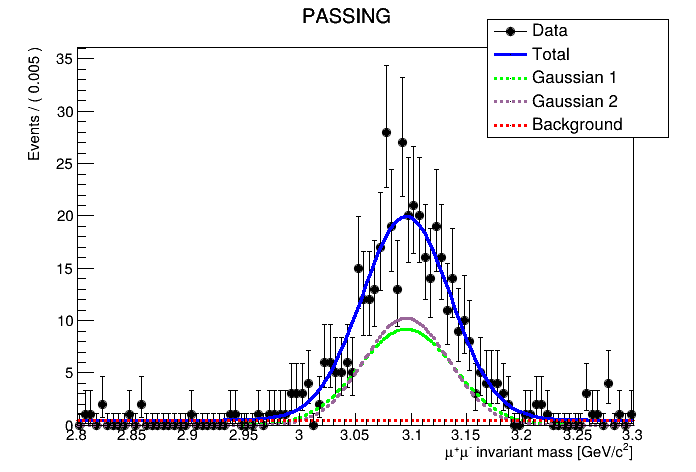 PASSING
Data
Total
Gaussian 1
Gaussian 2
Background
Events / ( 0.005 )
35
30
25
20
15
10
5
0
2.8 2.85 2.9 2.95 3 3.05 3.1 3.15 3.2 3.25 3.3
μ⁺μ⁻ invariant mass [GeV/c²]